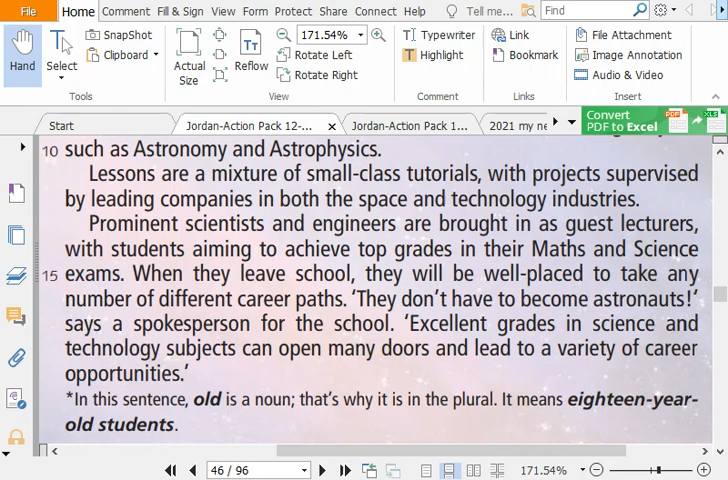 File Home Comment Fill & Sign View Form Protect Share Connect Help Tell me... Find
Hand Select SnapShot Clipboard Actual Size Reflow 171.54% Rotate Left Rotate Right Typewriter Highlight Link Bookmark File Attachment Image Annotation Audio & Video
Tools View Comment Links Insert
Start Jordan-Action Pack 12-... Jordan-Action Pack 1... 2021 my ne Convert PDF to Excel PDF XLS
10 such as Astronomy and Astrophysics.
Lessons are a mixture of small-class tutorials, with projects supervised
by leading companies in both the space and technology industries.
Prominent scientists and engineers are brought in as guest lecturers,
with students aiming to achieve top grades in their Maths and Science
15 exams. When they leave school, they will be well-placed to take any
number of different career paths. ‘They don’t have to become astronauts!’
says a spokesperson for the school. ‘Excellent grades in science and
technology subjects can open many doors and lead to a variety of career
opportunities.’
*In this sentence, old is a noun; that’s why it is in the plural. It means eighteen-year-
old students.
46 / 96 171.54%